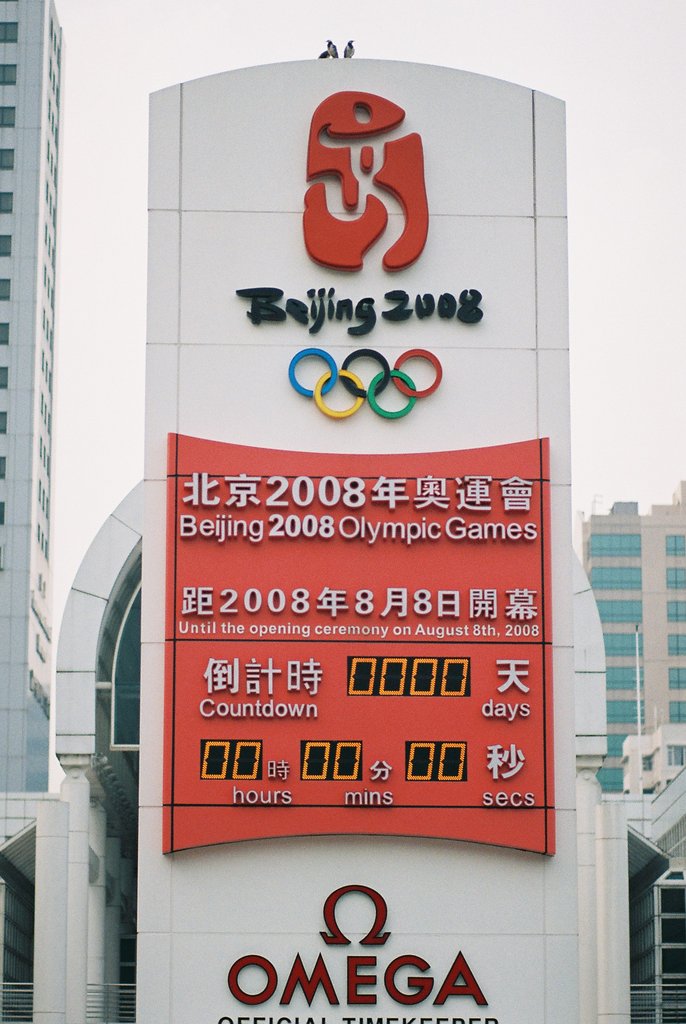 Beijing 2008
北京2008年奧運會
Beijing 2008 Olympic Games
距2008年8月8日開幕
Until the opening ceremony on August 8th, 2008
倒計時 0000 天
Countdown days
00 時 00 分 00 秒
hours mins secs
Ω
OMEGA
OFFICIAL TIMEKEEPER